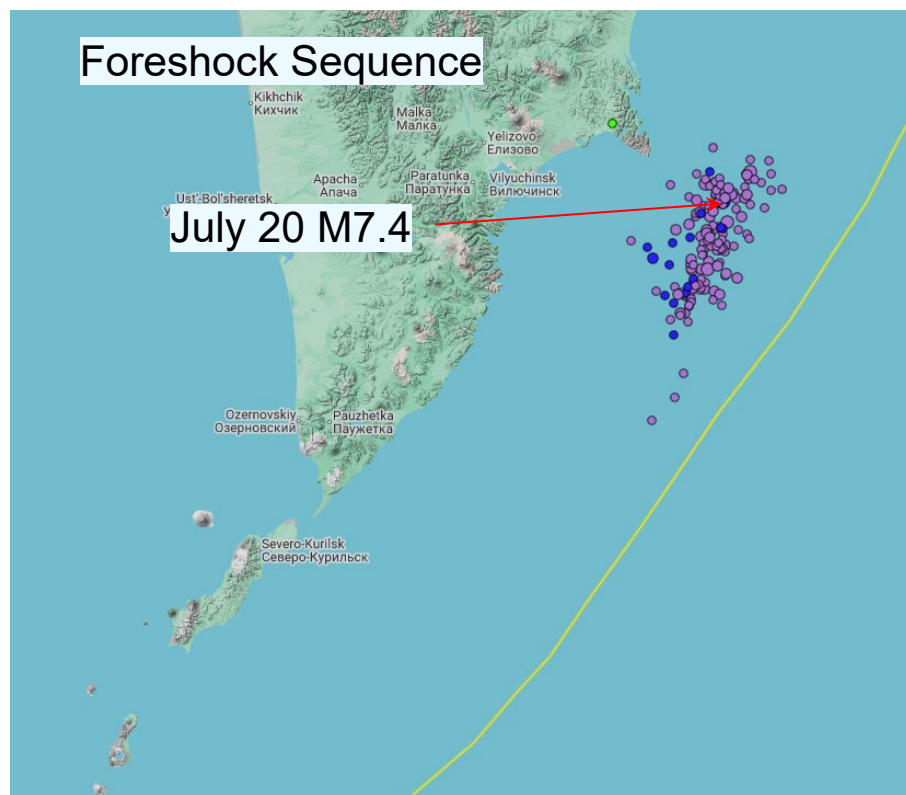 Foreshock Sequence
Kikhchik
Кихчик
Malka
Малка
Yelizovo
Елизово
Apacha
Апача
Paratunka
Паратунка
Vilyuchinsk
Вилючинск
Ust'-Bol'sheretsk
July 20 M7.4
Ozernovskiy
Озерновский
Pauzhetka
Паужетка
Severo-Kurilsk
Северо-Курильск